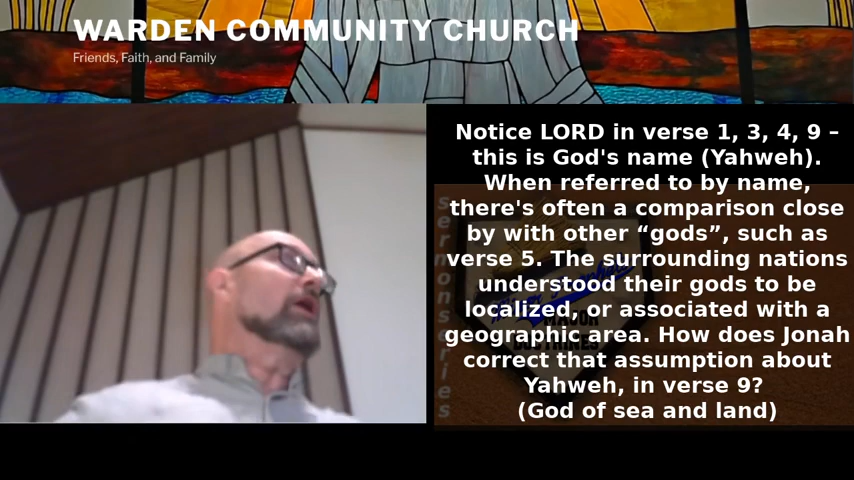 WARDEN COMMUNITY CHURCH
Friends, Faith, and Family
Notice LORD in verse 1, 3, 4, 9 –
this is God's name (Yahweh).
When referred to by name,
there's often a comparison close
by with other “gods”, such as
verse 5. The surrounding nations
understood their gods to be
localized, or associated with a
geographic area. How does Jonah
correct that assumption about
Yahweh, in verse 9?
(God of sea and land)
MAJOR
DOCTRINES